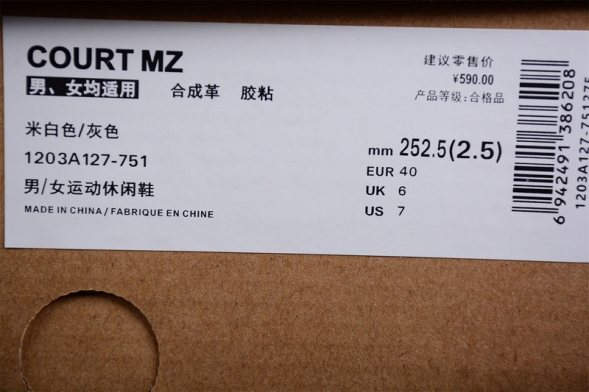 COURT MZ
男、女均适用 合成革 胶粘
米白色/灰色
1203A127-751
男/女运动休闲鞋
MADE IN CHINA / FABRIQUE EN CHINE
建议零售价
¥590.00
产品等级:合格品
mm 252.5(2.5)
EUR 40
UK 6
US 7
6 942491 386208
1203A127-751275